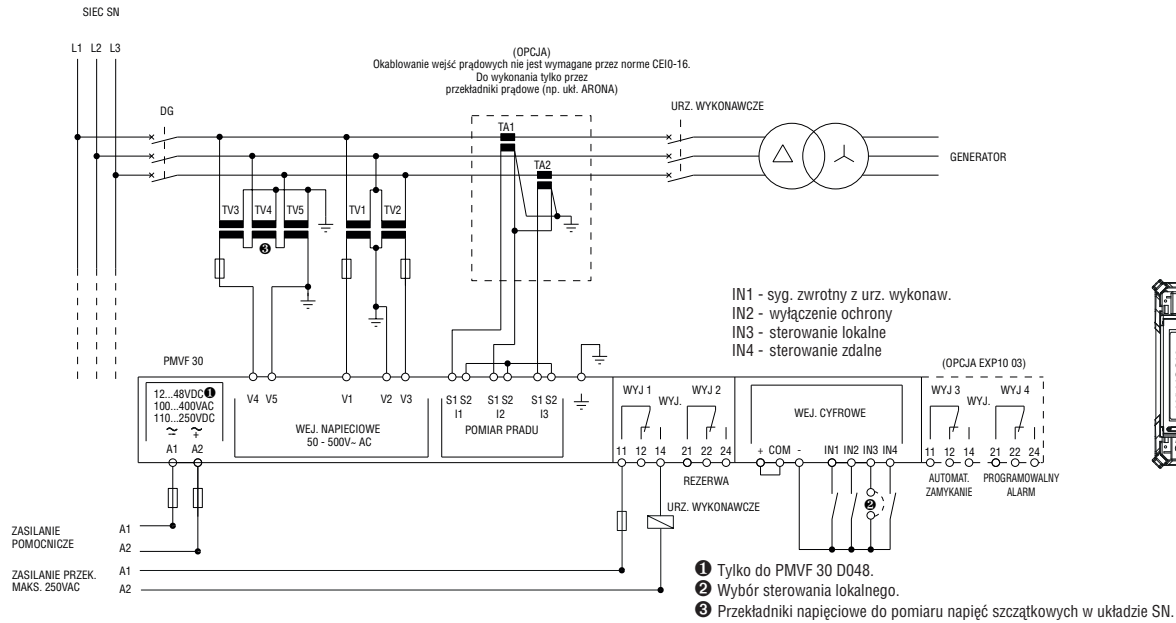 SIEC SN
L1 L2 L3
(OPCJA)
Okablowanie wejść prądowych nie jest wymagane przez norme CEI0-16.
Do wykonania tylko przez
przekładniki prądowe (np. ukł. ARONA)
DG
TA1
URZ. WYKONAWCZE
TA2
GENERATOR
TV3 TV4 TV5 TV1 TV2
❸
IN1 - syg. zwrotny z urz. wykonaw.
IN2 - wyłączenie ochrony
IN3 - sterowanie lokalne
IN4 - sterowanie zdalne
PMVF 30
(OPCJA EXP10 03)
12...48VDC❶
100...400VAC
110...250VDC
~ ~
- +
A1 A2
V4 V5 V1 V2 V3
WEJ. NAPIECIOWE
50 - 500V~ AC
S1 S2 S1 S2 S1 S2
I1 I2 I3
POMIAR PRADU
WYJ 1 WYJ 2
WYJ.
11 12 14 21 22 24
WEJ. CYFROWE
+ COM - IN1 IN2 IN3 IN4
WYJ 3 WYJ 4
WYJ.
11 12 14 21 22 24
REZERWA
AUTOMAT.
ZAMYKANIE
PROGRAMOWALNY
ALARM
URZ. WYKONAWCZE
❷
ZASILANIE
POMOCNICZE
A1
A2
ZASILANIE PRZEK.
MAKS. 250VAC
A1
A2
❶ Tylko do PMVF 30 D048.
❷ Wybór sterowania lokalnego.
❸ Przekładniki napięciowe do pomiaru napięć szczątkowych w układzie SN.